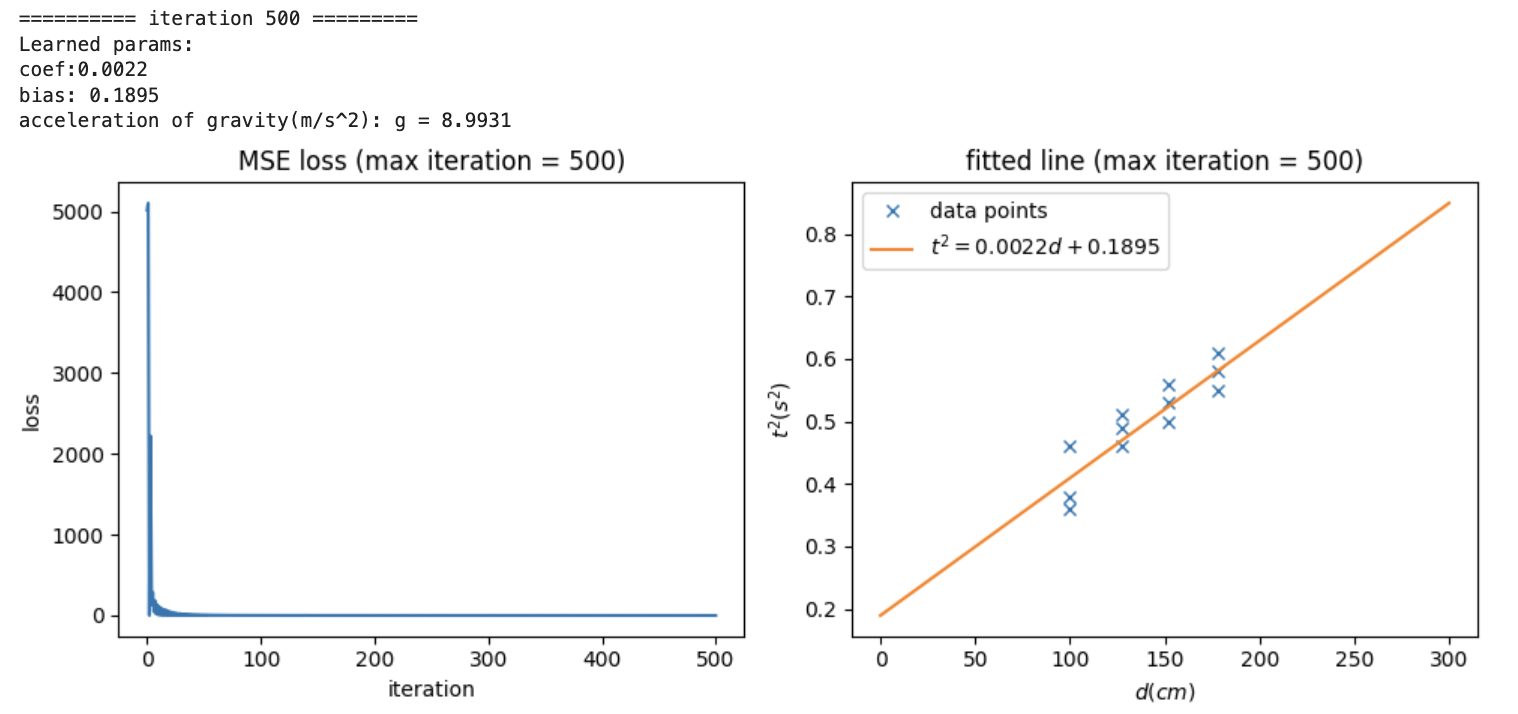 ========== iteration 500 =========
Learned params:
coef:0.0022
bias: 0.1895
acceleration of gravity(m/s^2): g = 8.9931
MSE loss (max iteration = 500)
5000
4000
3000
2000
1000
0
loss
0 100 200 300 400 500
iteration
fitted line (max iteration = 500)
data points
t² = 0.0022d + 0.1895
0.8
0.7
0.6
0.5
0.4
0.3
0.2
t²(s²)
0 50 100 150 200 250 300
d(cm)